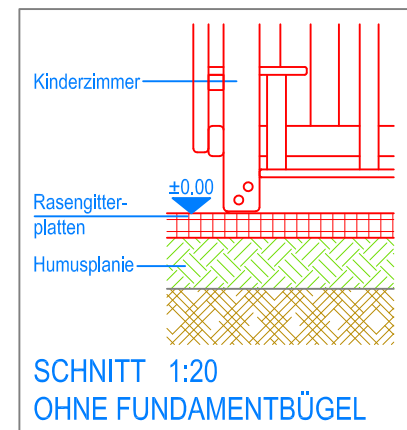 Kinderzimmer
±0.00
Rasengitter-
platten
Humusplanie
SCHNITT 1:20
OHNE FUNDAMENTBÜGEL